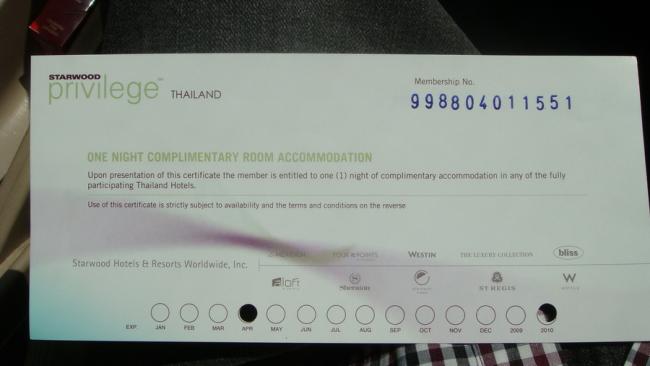 STARWOOD
privilege™ THAILAND
Membership No.
998804011551
ONE NIGHT COMPLIMENTARY ROOM ACCOMMODATION
Upon presentation of this certificate the member is entitled to one (1) night of complimentary accommodation in any of the fully
participating Thailand Hotels.
Use of this certificate is strictly subject to availability and the terms and conditions on the reverse
Starwood Hotels & Resorts Worldwide, Inc.
MERIDIEN FOUR POINTS WESTIN THE LUXURY COLLECTION bliss
aloft Sheraton ST REGIS W
HOTELS
EXP. JAN FEB MAR APR MAY JUN JUL AUG SEP OCT NOV DEC 2009 2010